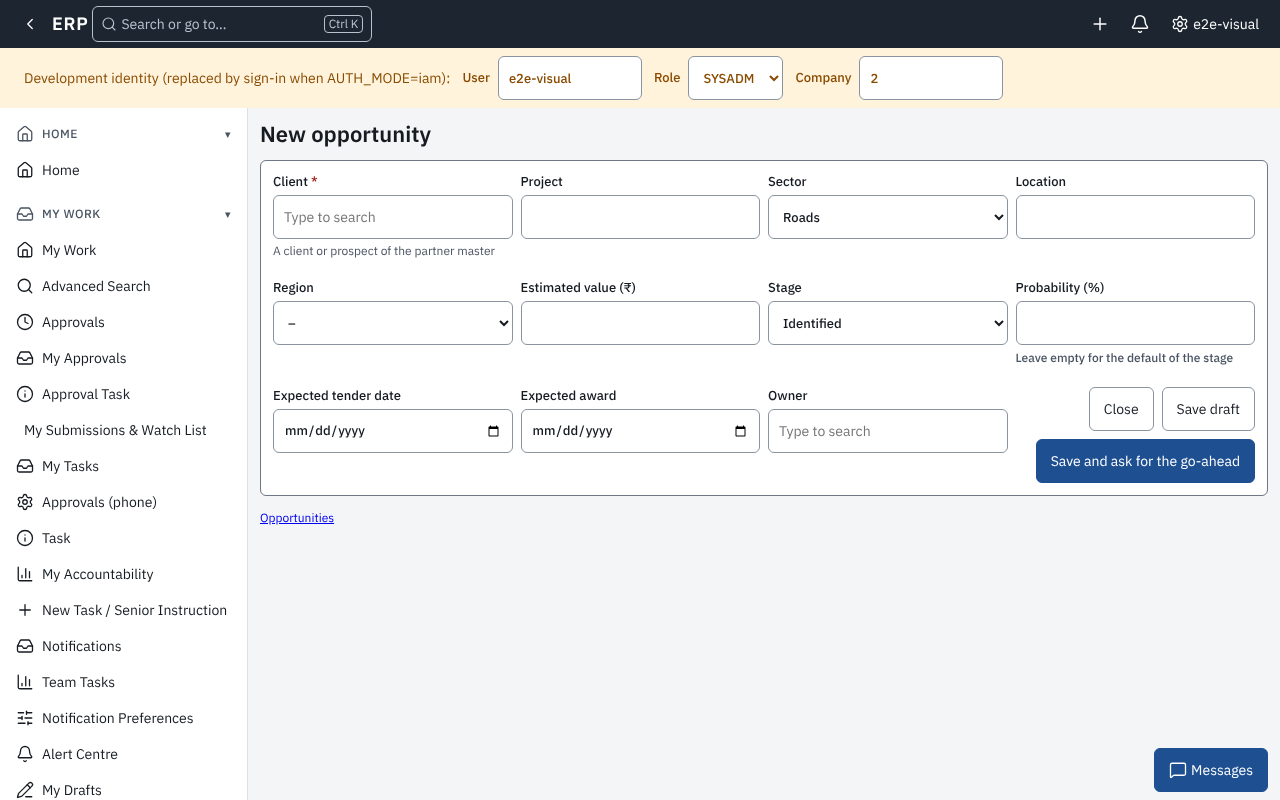 ERP
Search or go to... Ctrl K
e2e-visual
Development identity (replaced by sign-in when AUTH_MODE=iam): User e2e-visual Role SYSADM Company 2
HOME
Home
MY WORK
My Work
Advanced Search
Approvals
My Approvals
Approval Task
My Submissions & Watch List
My Tasks
Approvals (phone)
Task
My Accountability
New Task / Senior Instruction
Notifications
Team Tasks
Notification Preferences
Alert Centre
My Drafts
New opportunity
Client * Project Sector Location
Type to search Roads
A client or prospect of the partner master
Region Estimated value (₹) Stage Probability (%)
– Identified
Leave empty for the default of the stage
Expected tender date Expected award Owner
mm/dd/yyyy mm/dd/yyyy Type to search
Close Save draft
Save and ask for the go-ahead
Opportunities
Messages